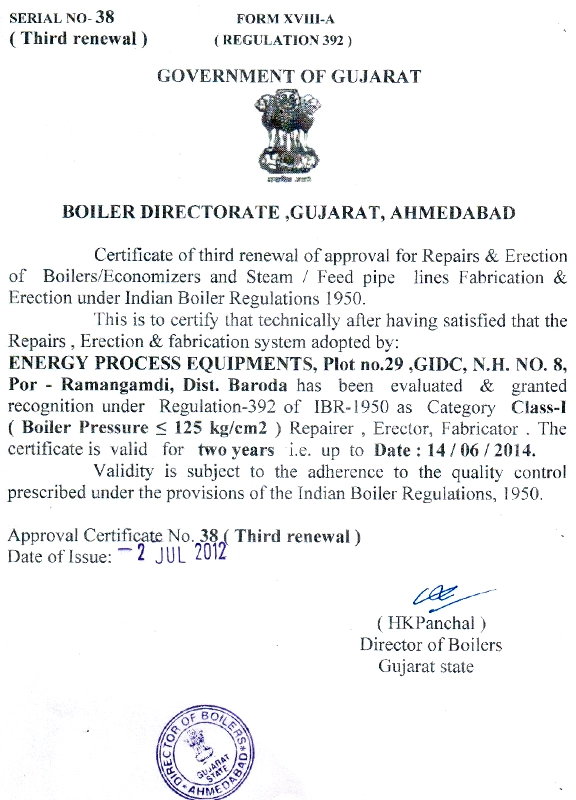 SERIAL NO- 38 FORM XVIII-A
( Third renewal ) ( REGULATION 392 )
GOVERNMENT OF GUJARAT
BOILER DIRECTORATE ,GUJARAT, AHMEDABAD
Certificate of third renewal of approval for Repairs & Erection
of Boilers/Economizers and Steam / Feed pipe lines Fabrication &
Erection under Indian Boiler Regulations 1950.
This is to certify that technically after having satisfied that the
Repairs , Erection & fabrication system adopted by:
ENERGY PROCESS EQUIPMENTS, Plot no.29 ,GIDC, N.H. NO. 8,
Por - Ramangamdi, Dist. Baroda has been evaluated & granted
recognition under Regulation-392 of IBR-1950 as Category Class-I
( Boiler Pressure ≤ 125 kg/cm2 ) Repairer , Erector, Fabricator . The
certificate is valid for two years i.e. up to Date : 14 / 06 / 2014.
Validity is subject to the adherence to the quality control
prescribed under the provisions of the Indian Boiler Regulations, 1950.
Approval Certificate No. 38 ( Third renewal )
Date of Issue: - 2 JUL 2012
( HKPanchal )
Director of Boilers
Gujarat state
DIRECTOR OF BOILERS
GUJARAT
STATE
* AHMEDABAD *